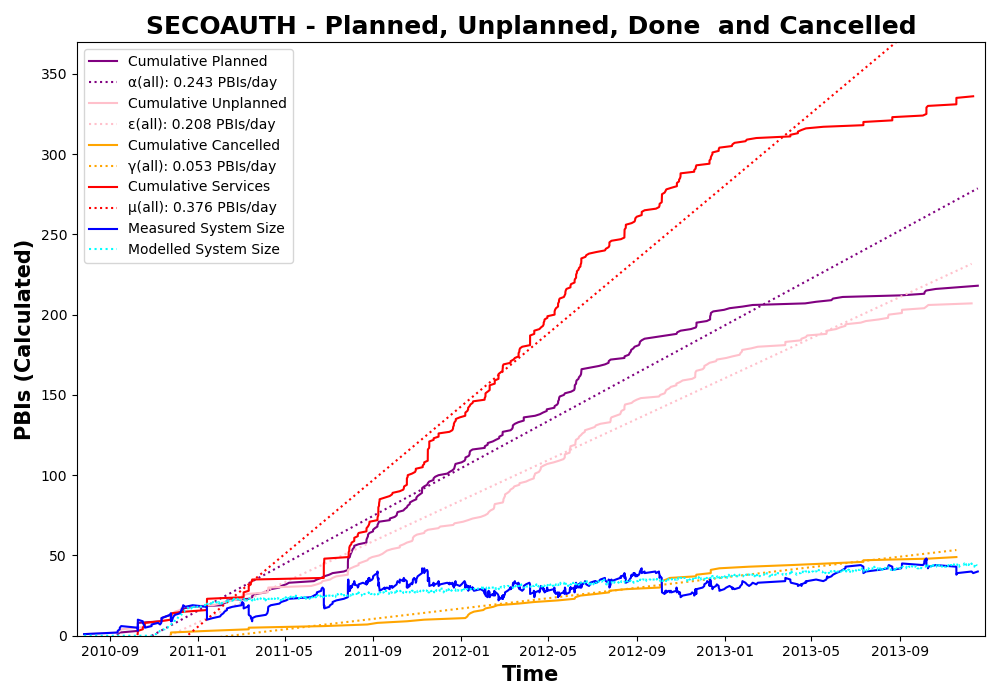 SECOAUTH - Planned, Unplanned, Done  and Cancelled
PBIs (Calculated)
350
300
250
200
150
100
50
0
Cumulative Planned
α(all): 0.243 PBIs/day
Cumulative Unplanned
ε(all): 0.208 PBIs/day
Cumulative Cancelled
γ(all): 0.053 PBIs/day
Cumulative Services
μ(all): 0.376 PBIs/day
Measured System Size
Modelled System Size
2010-09 2011-01 2011-05 2011-09 2012-01 2012-05 2012-09 2013-01 2013-05 2013-09
Time